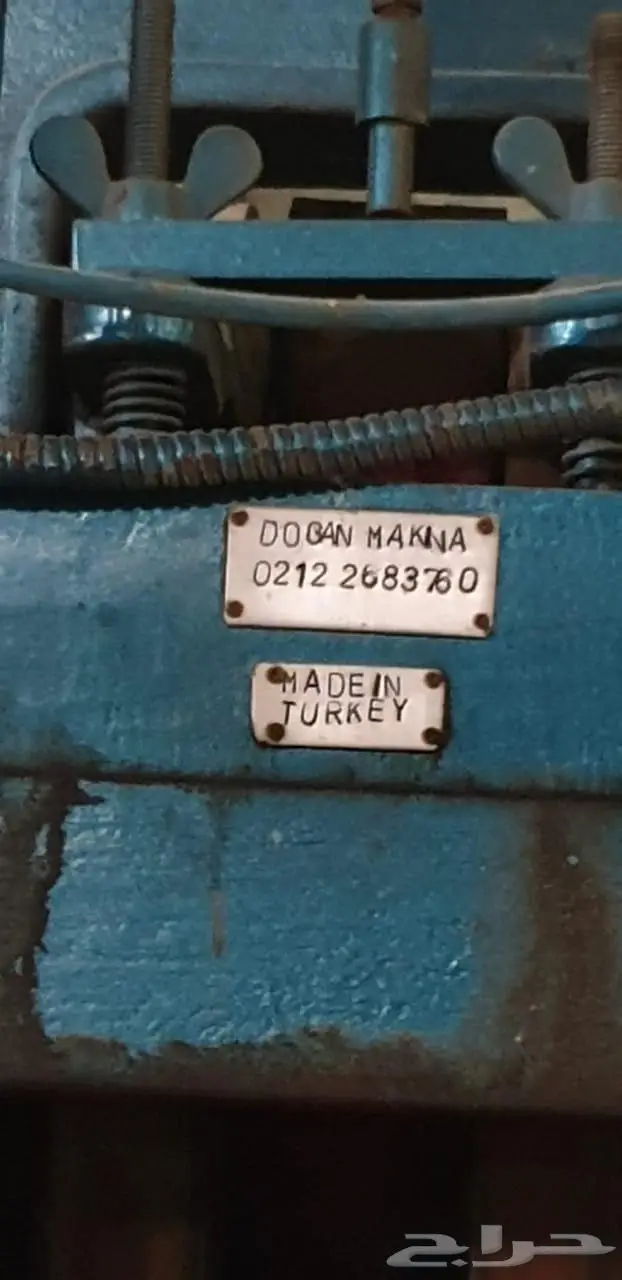 DOGAN MAKNA
0212 2683760
MADE IN
TURKEY
حراج